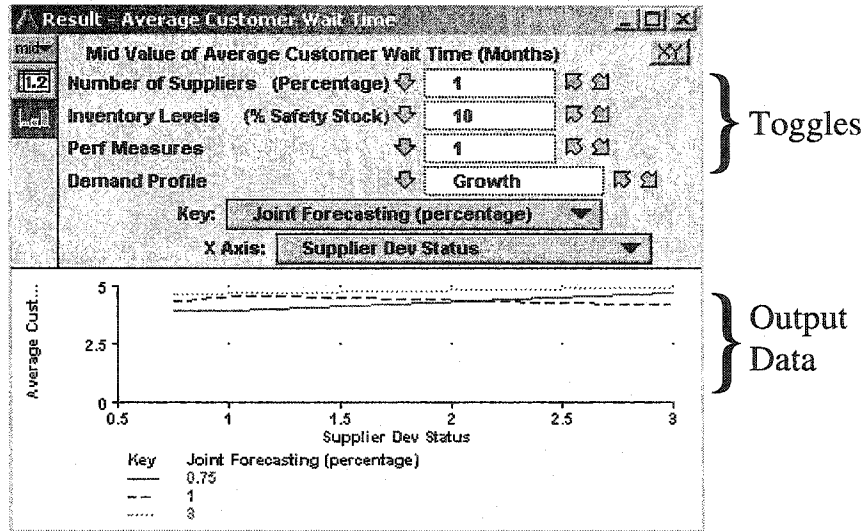 Result - Average Customer Wait Time
mid
Mid Value of Average Customer Wait Time (Months)
XY
1.2
Number of Suppliers (Percentage) 1
Inventory Levels (% Safety Stock) 10
Perf Measures 1
Demand Profile Growth
Toggles
Key: Joint Forecasting (percentage)
X Axis: Supplier Dev Status
Average Cust...
5
2.5
0
0.5 1 1.5 2 2.5 3
Supplier Dev Status
Output
Data
Key Joint Forecasting (percentage)
0.75
1
3